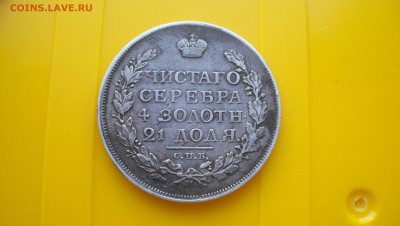 COINS.LAVE.RU
ЧИСТАГО
СЕРЕБРА
4 ЗОЛОТН.
21 ДОЛЯ.
С.П.Б.